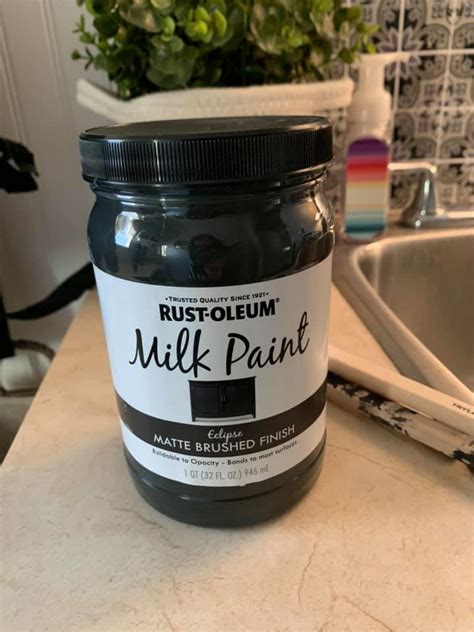 • TRUSTED QUALITY SINCE 1921 •
RUST-OLEUM®
Milk Paint
Eclipse
MATTE BRUSHED FINISH
Buildable to Opacity - Bonds to most surfaces
1 QT (32 FL. OZ.) 946 mL